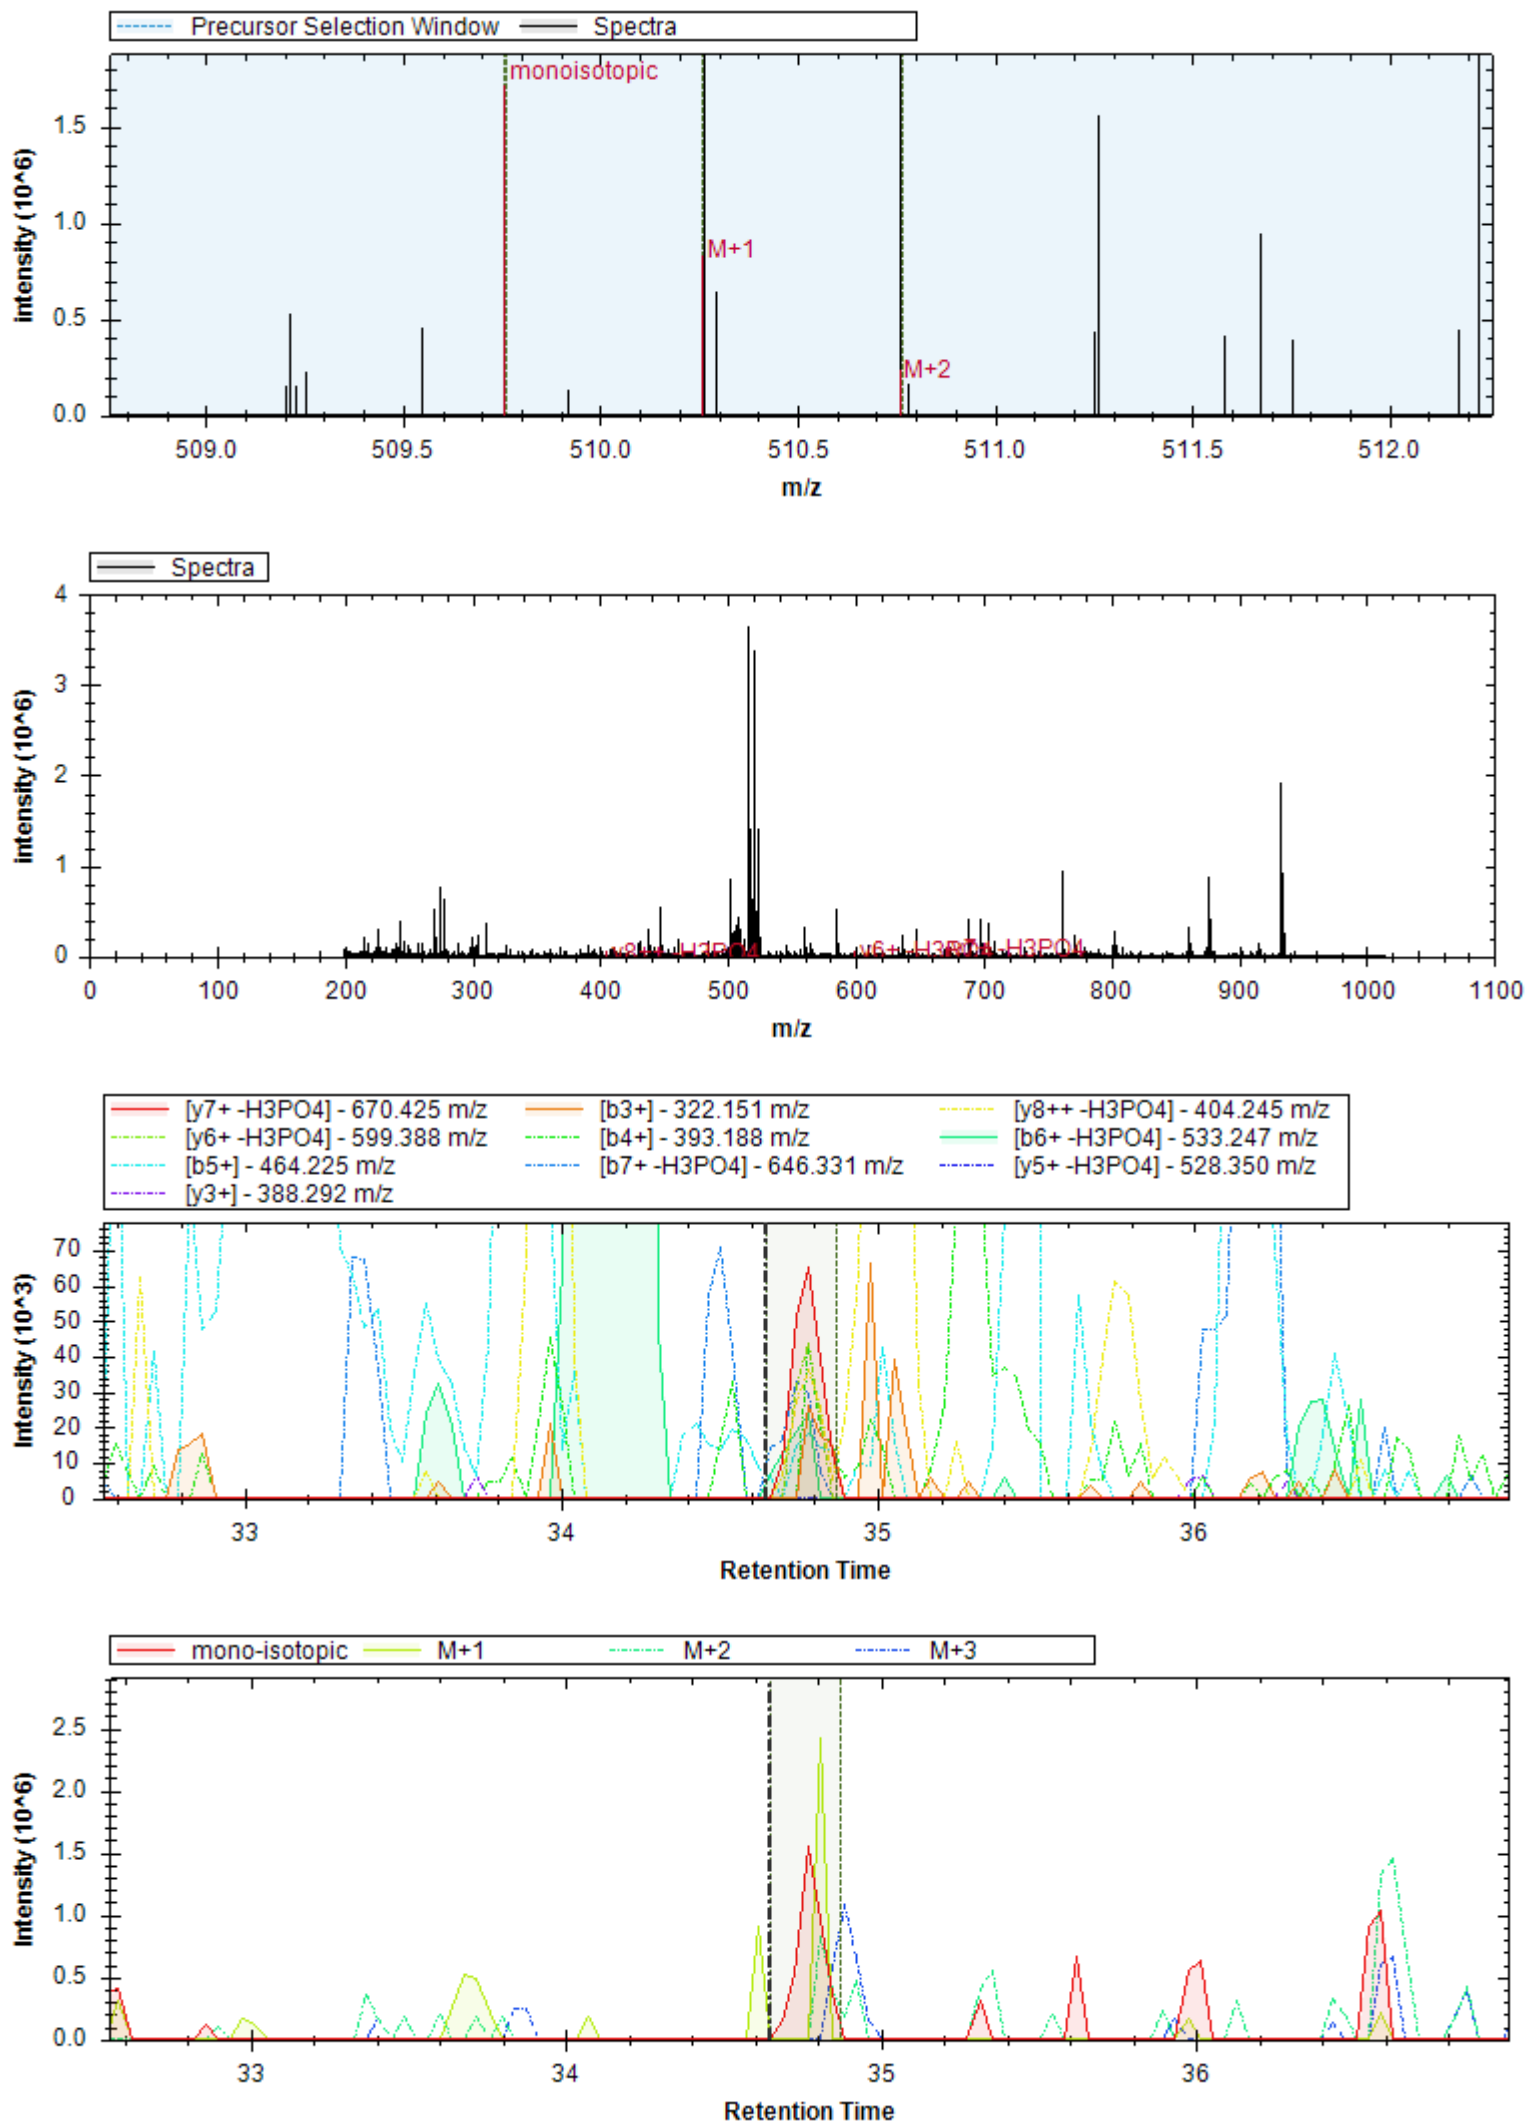 Precursor Selection Window Spectra
monoisotopic
M+1
M+2
intensity (10^6)
1.5
1.0
0.5
0.0
509.0 509.5 510.0 510.5 511.0 511.5 512.0
m/z
Spectra
intensity (10^6)
4
3
2
1
0
0 100 200 300 400 500 600 700 800 900 1000 1100
m/z
[y7+ -H3PO4] - 670.425 m/z [b3+] - 322.151 m/z [y8++ -H3PO4] - 404.245 m/z
[y6+ -H3PO4] - 599.388 m/z [b4+] - 393.188 m/z [b6+ -H3PO4] - 533.247 m/z
[b5+] - 464.225 m/z [b7+ -H3PO4] - 646.331 m/z [y5+ -H3PO4] - 528.350 m/z
[y3+] - 388.292 m/z
Intensity (10^3)
70
60
50
40
30
20
10
0
33 34 35 36
Retention Time
mono-isotopic M+1 M+2 M+3
Intensity (10^6)
2.5
2.0
1.5
1.0
0.5
0.0
33 34 35 36
Retention Time